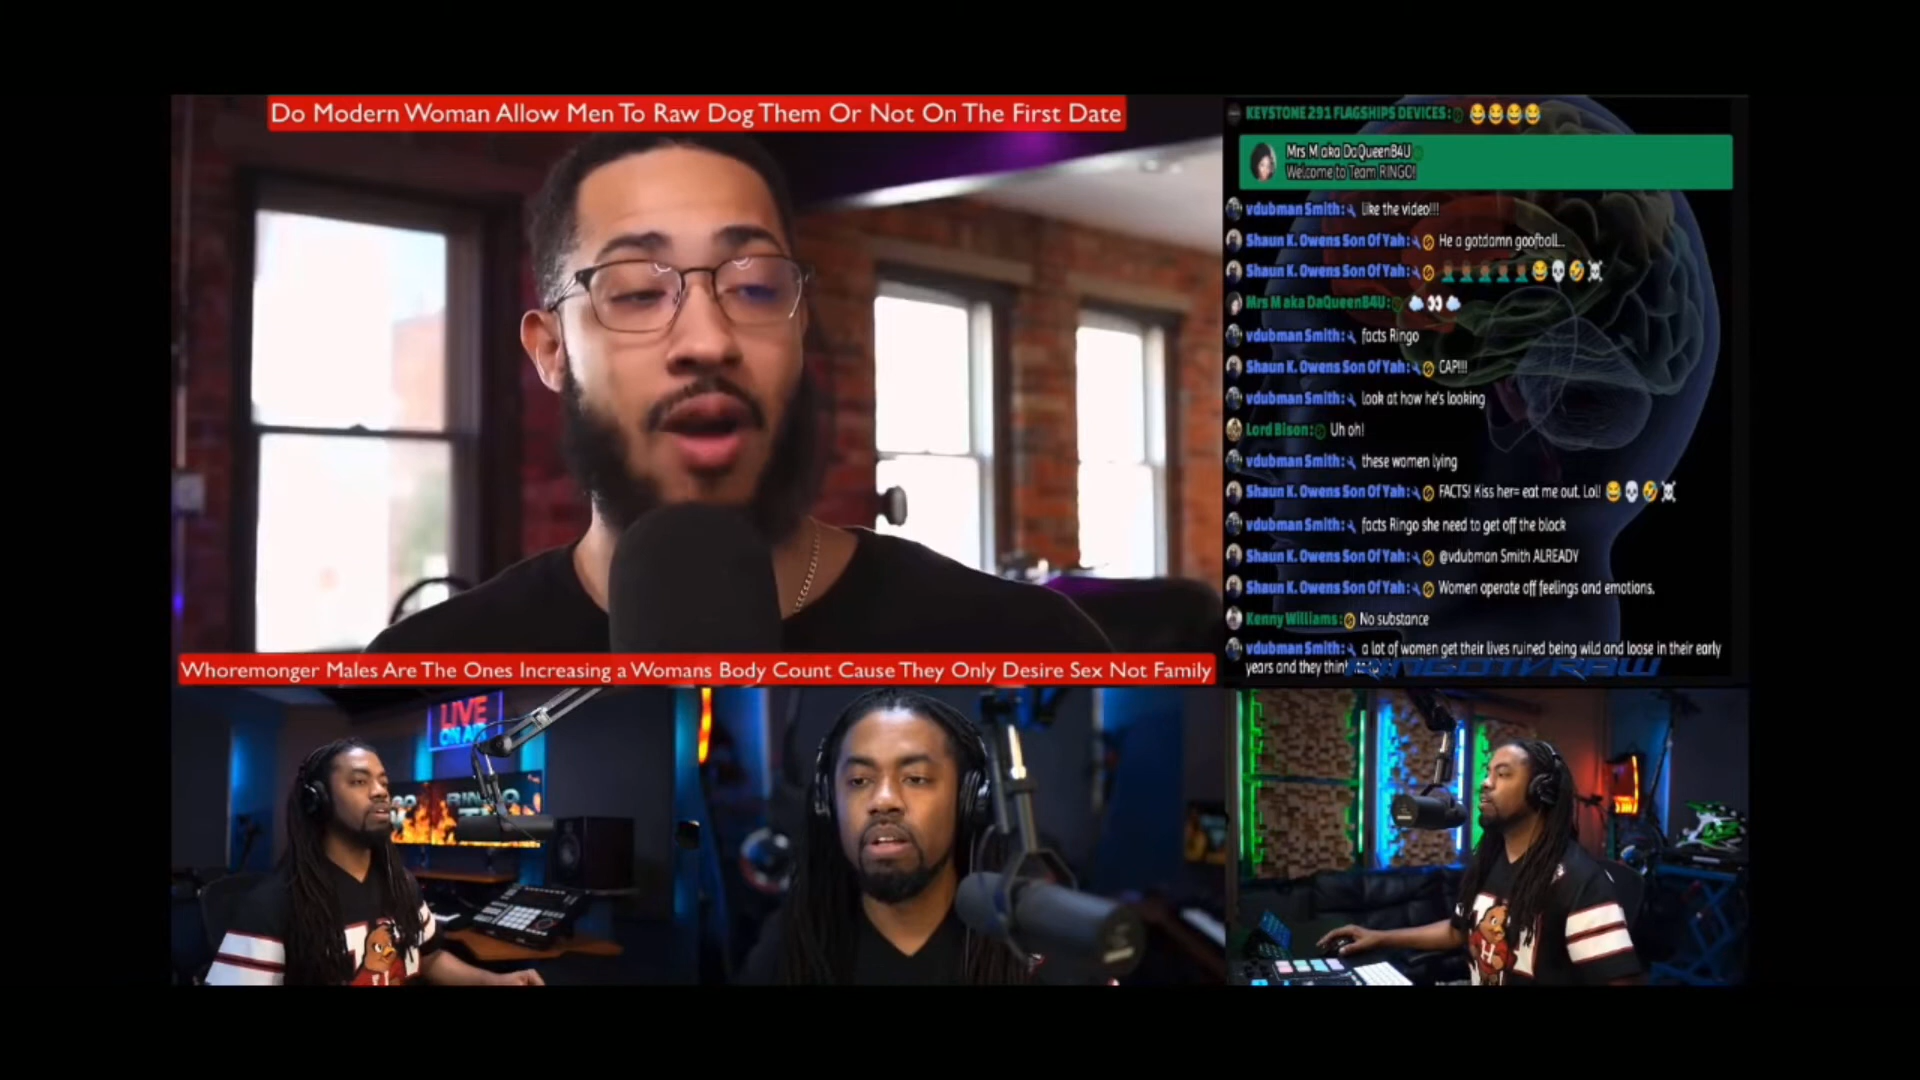 Do Modern Woman Allow Men To Raw Dog Them Or Not On The First Date
KEYSTONE 291 FLAGSHIPS DEVICES: 😂😂😂😂
Mrs M aka DaQueenB4U
Welcome to Team RINGO!
vdubman Smith: like the video!!!
Shaun K. Owens Son Of Yah: He a gotdamn goofball...
Shaun K. Owens Son Of Yah:
Mrs M aka DaQueenB4U: ☁️👀☁️
vdubman Smith: facts Ringo
Shaun K. Owens Son Of Yah: CAP!!!
vdubman Smith: look at how he's looking
Lord Bison: Uh oh!
vdubman Smith: these women lying
Shaun K. Owens Son Of Yah: FACTS! Kiss her= eat me out. Lol! 😂💀🤣☠️
vdubman Smith: facts Ringo she need to get off the block
Shaun K. Owens Son Of Yah: @vdubman Smith ALREADY
Shaun K. Owens Son Of Yah: Women operate off feelings and emotions.
Kenny Williams: No substance
vdubman Smith: a lot of women get their lives ruined being wild and loose in their early
years and they think
RINGOTVRAW
Whoremonger Males Are The Ones Increasing a Womans Body Count Cause They Only Desire Sex Not Family
LIVE
ON AIR
RINGO
H
H